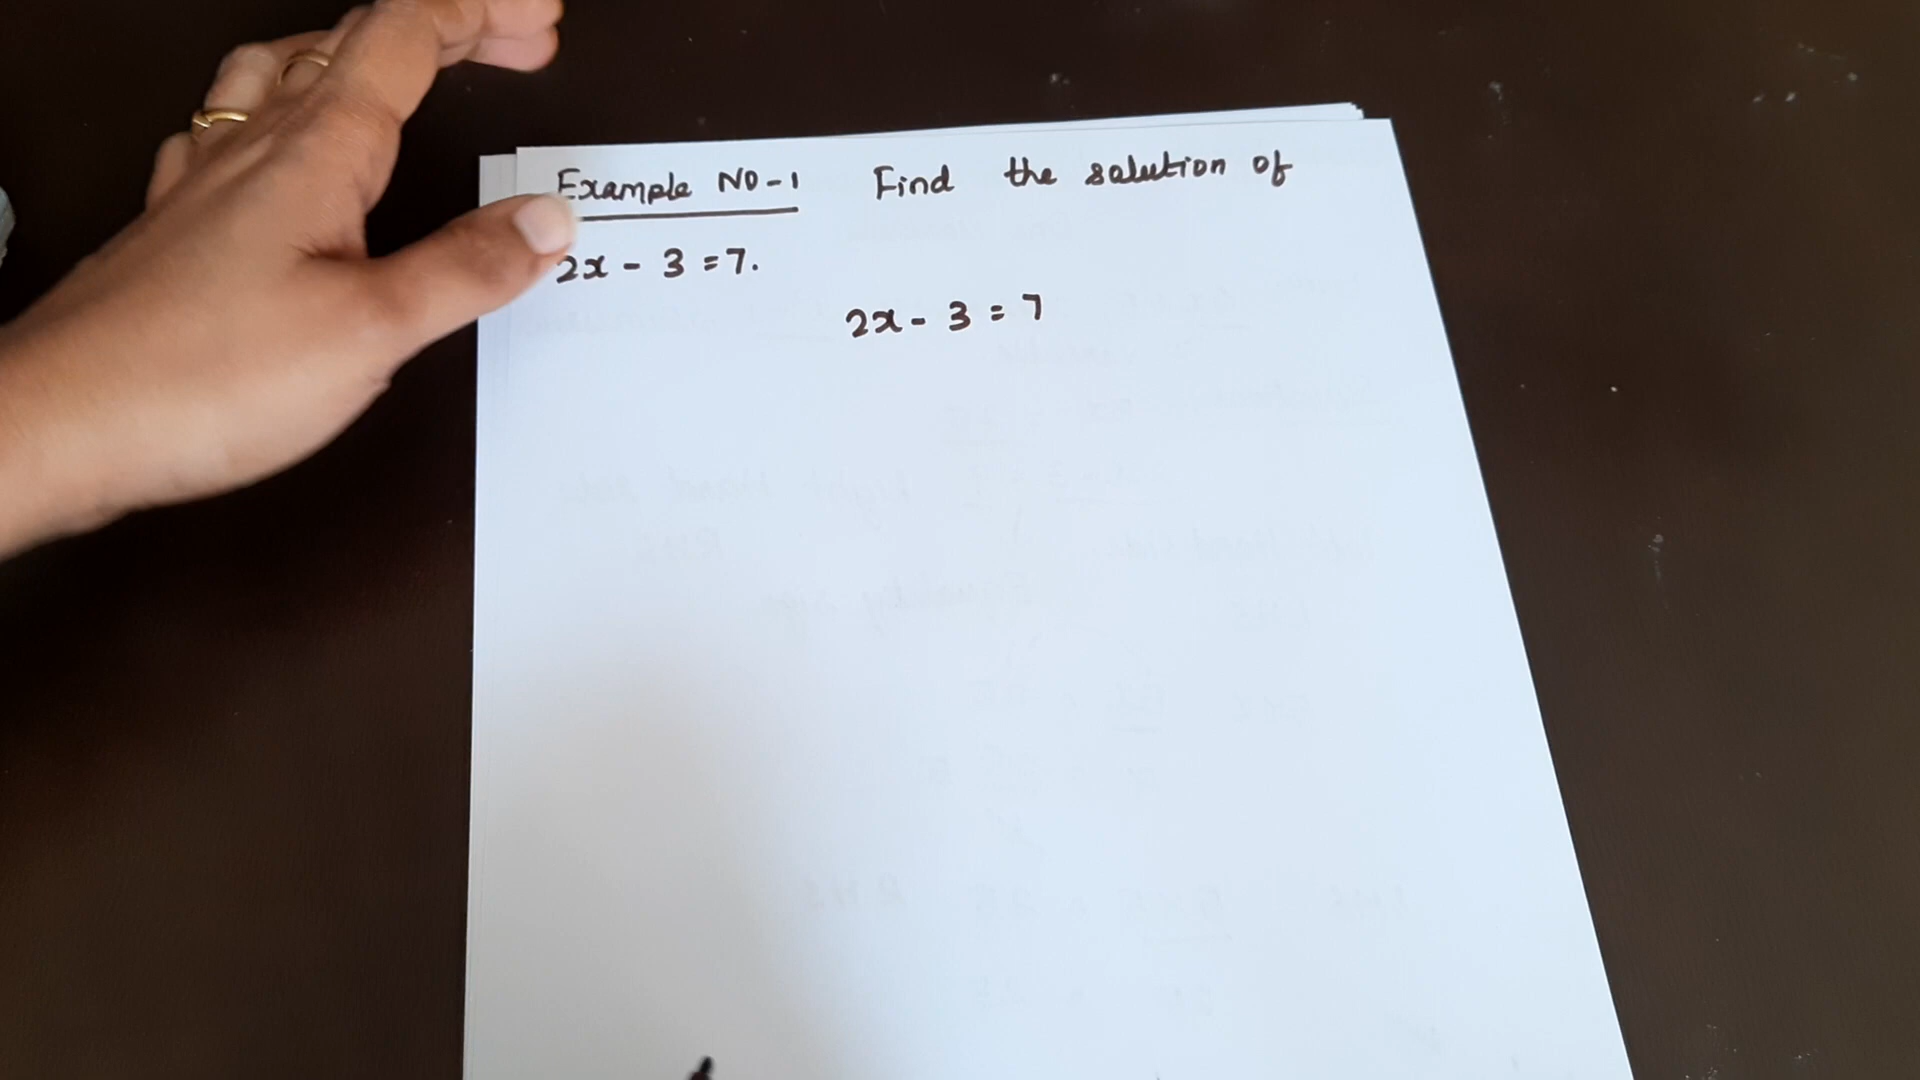 Example NO-1 Find the solution of
2x - 3 = 7.
2x - 3 = 7